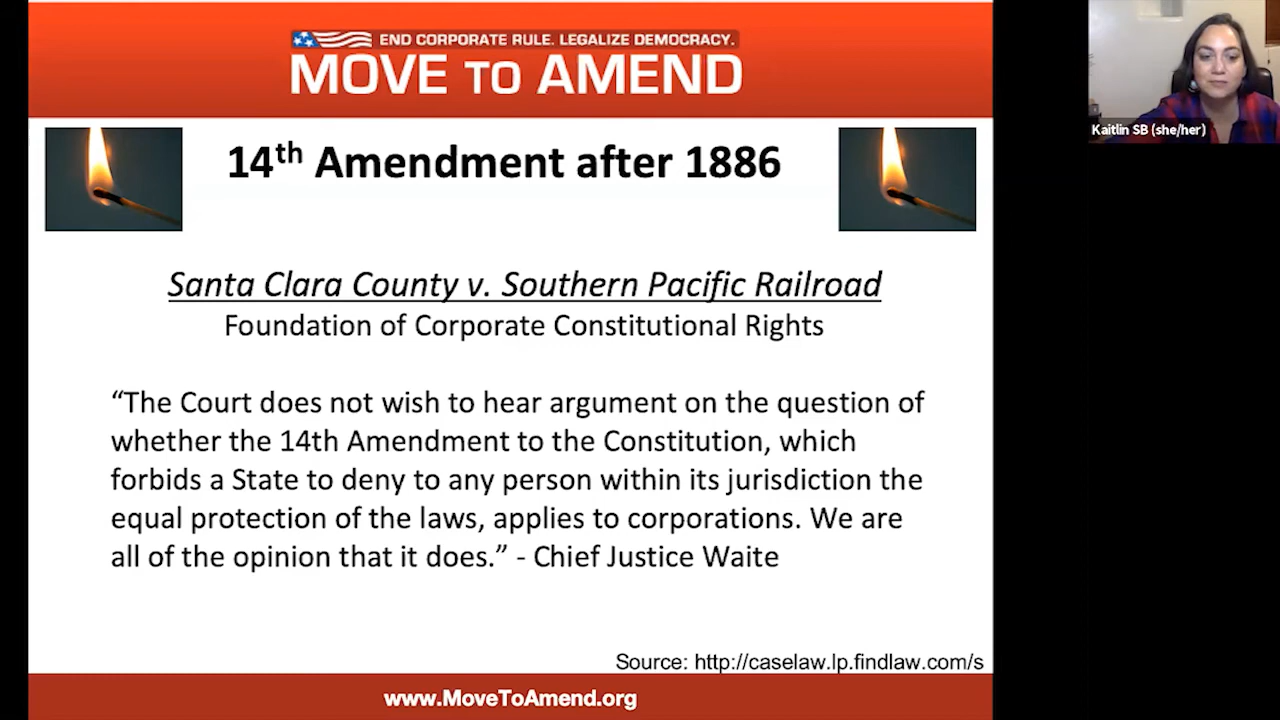 END CORPORATE RULE. LEGALIZE DEMOCRACY.
MOVE TO AMEND
Kaitlin SB (she/her)
14th Amendment after 1886
Santa Clara County v. Southern Pacific Railroad
Foundation of Corporate Constitutional Rights
“The Court does not wish to hear argument on the question of
whether the 14th Amendment to the Constitution, which
forbids a State to deny to any person within its jurisdiction the
equal protection of the laws, applies to corporations. We are
all of the opinion that it does.” - Chief Justice Waite
Source: http://caselaw.lp.findlaw.com/s
www.MoveToAmend.org